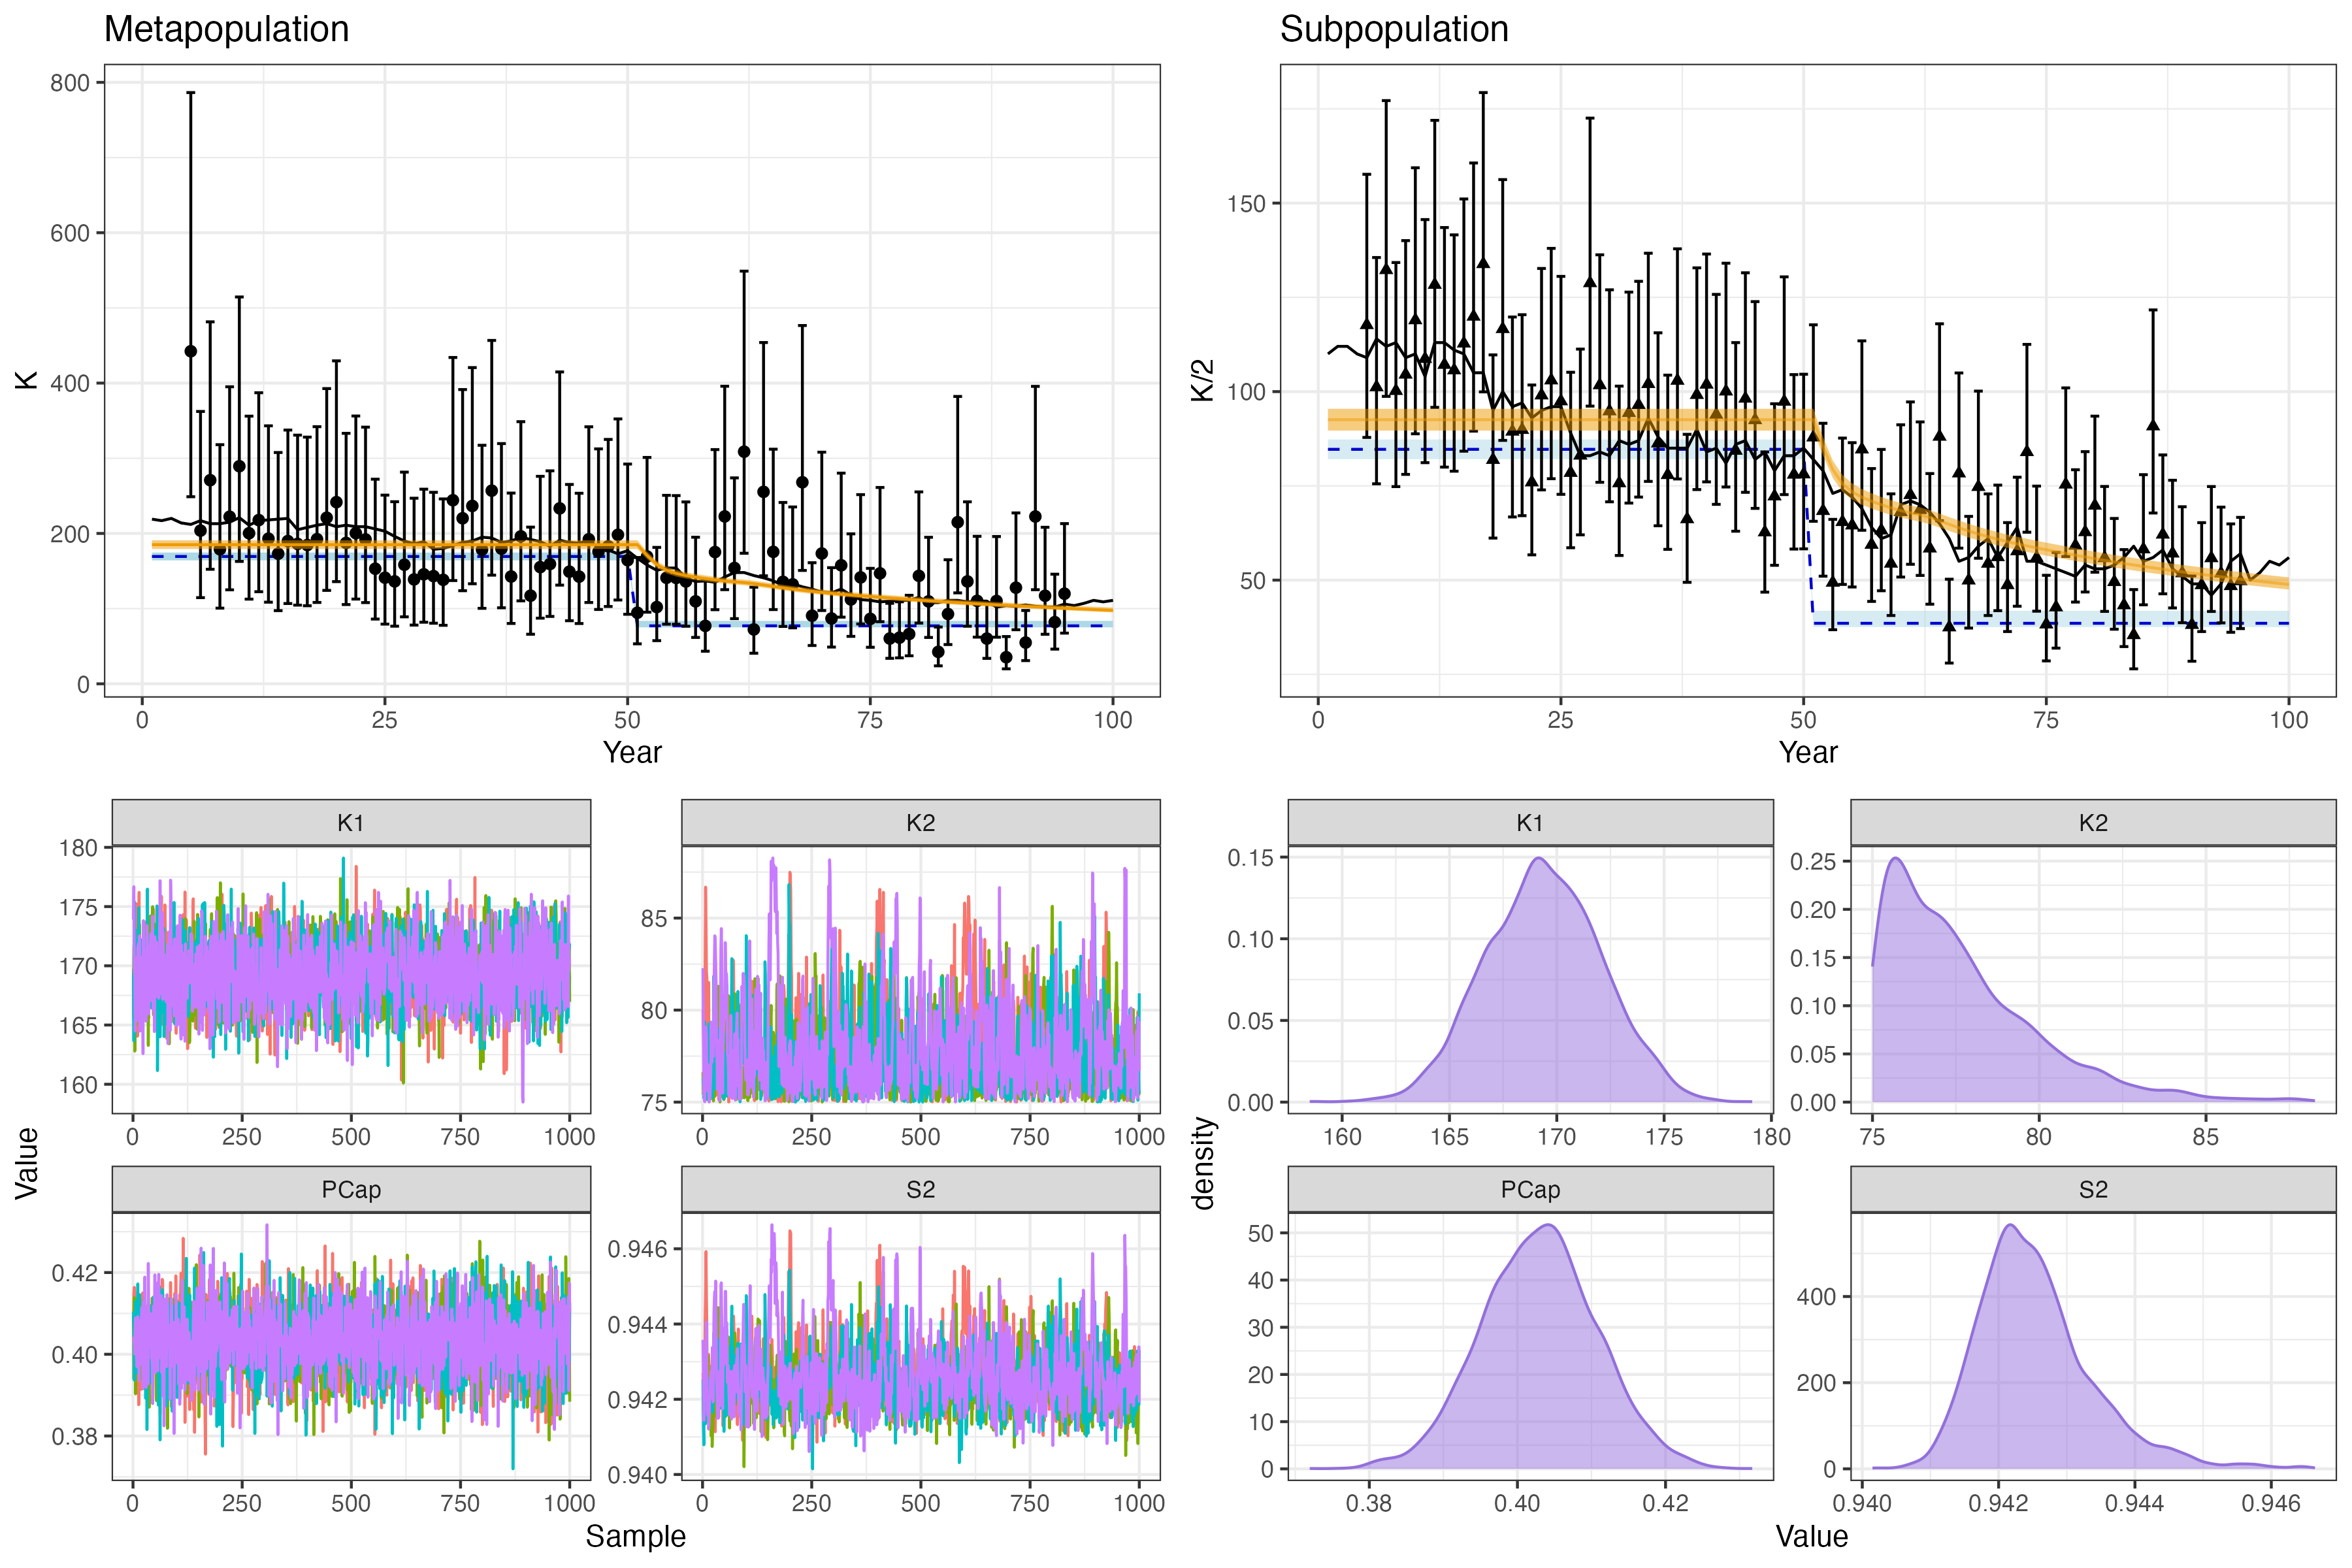 Metapopulation
Subpopulation
800
600
400
200
0
K
0 25 50 75 100
Year
150
100
50
K/2
0 25 50 75 100
Year
K1
K2
180
175
170
165
160
0 250 500 750 1000
85
80
75
0 250 500 750 1000
PCap
S2
0.42
0.40
0.38
0 250 500 750 1000
0.946
0.944
0.942
0.940
0 250 500 750 1000
Value
Sample
K1
K2
0.15
0.10
0.05
0.00
160 165 170 175 180
0.25
0.20
0.15
0.10
0.05
0.00
75 80 85
PCap
S2
50
40
30
20
10
0
0.38 0.40 0.42
400
200
0
0.940 0.942 0.944 0.946
density
Value